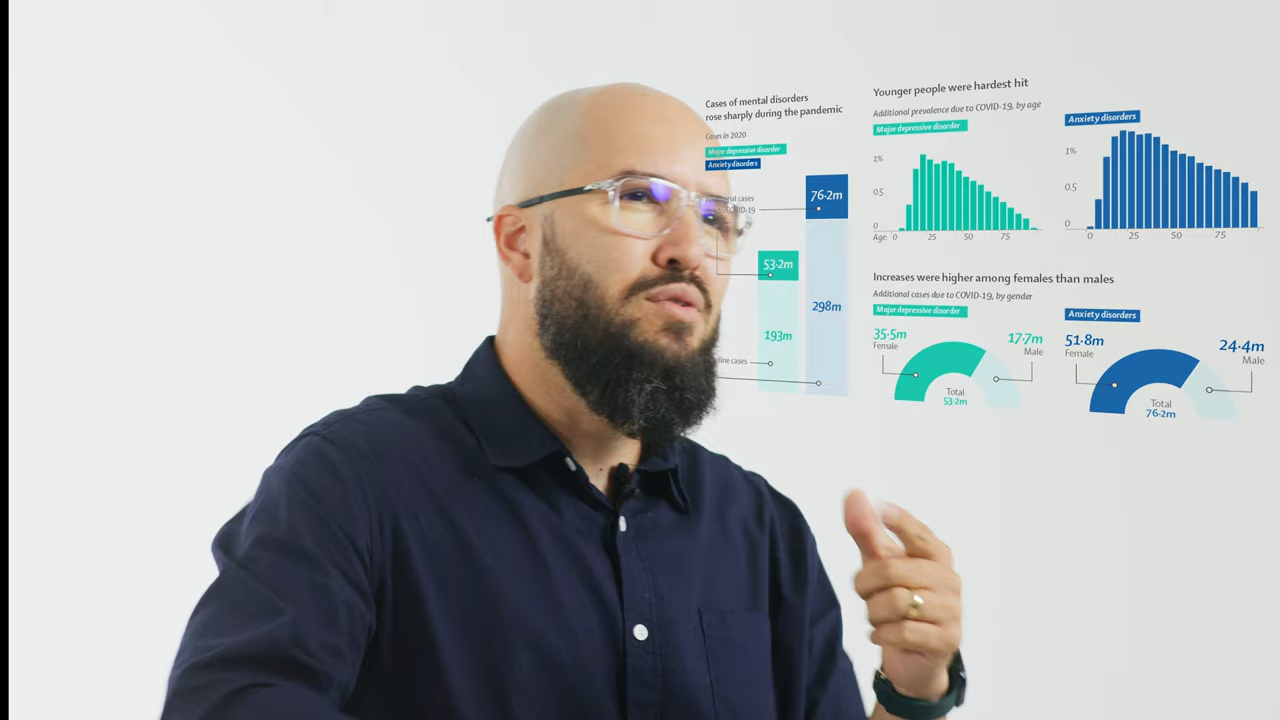 Cases of mental disorders
rose sharply during the pandemic
Cases in 2020
Major depressive disorder
Anxiety disorders
cases
COVID-19
76·2m
53·2m
298m
193m
cases
Younger people were hardest hit
Additional prevalence due to COVID-19, by age
Major depressive disorder
1%
0.5
0
Age: 0 25 50 75
Anxiety disorders
1%
0.5
0
0 25 50 75
Increases were higher among females than males
Additional cases due to COVID-19, by gender
Major depressive disorder
35·5m
Female
17·7m
Male
Total
53·2m
Anxiety disorders
51·8m
Female
24·4m
Male
Total
76·2m